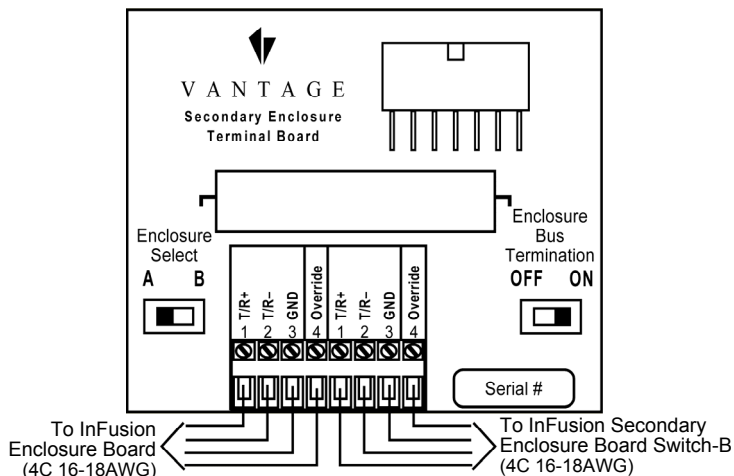 VANTAGE
Secondary Enclosure
Terminal Board
Enclosure
Select
A B
Enclosure
Bus
Termination
OFF ON
T/R+ T/R– GND Override T/R+ T/R– GND Override
1 2 3 4 1 2 3 4
Serial #
To InFusion
Enclosure Board
(4C 16-18AWG)
To InFusion Secondary
Enclosure Board Switch-B
(4C 16-18AWG)